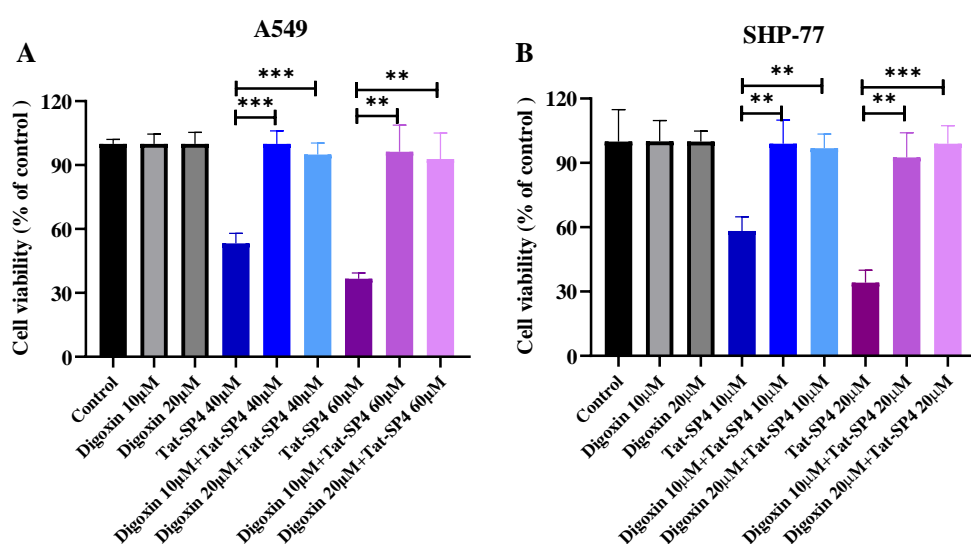 A
A549
Cell viability (% of control )
120
90
60
30
0
***
***
**
**
Control
Digoxin 10μM
Digoxin 20μM
Tat-SP4 40μM
Digoxin 10μM+Tat-SP4 40μM
Digoxin 20μM+Tat-SP4 40μM
Tat-SP4 60μM
Digoxin 10μM+Tat-SP4 60μM
Digoxin 20μM+Tat-SP4 60μM
B
SHP-77
Cell viability (% of control )
120
90
60
30
0
**
**
***
**
Control
Digoxin 10μM
Digoxin 20μM
Tat-SP4 10μM
Digoxin 10μM+Tat-SP4 10μM
Digoxin 20μM+Tat-SP4 10μM
Tat-SP4 20μM
Digoxin 10μM+Tat-SP4 20μM
Digoxin 20μM+Tat-SP4 20μM